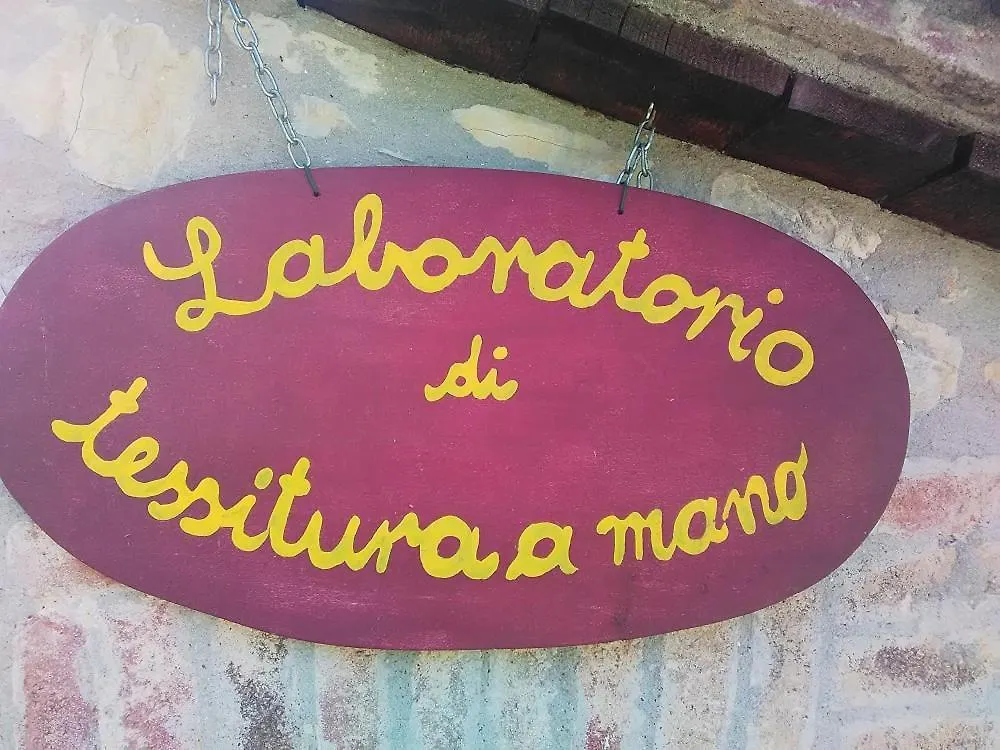 Laboratorio
di
tessitura a mano